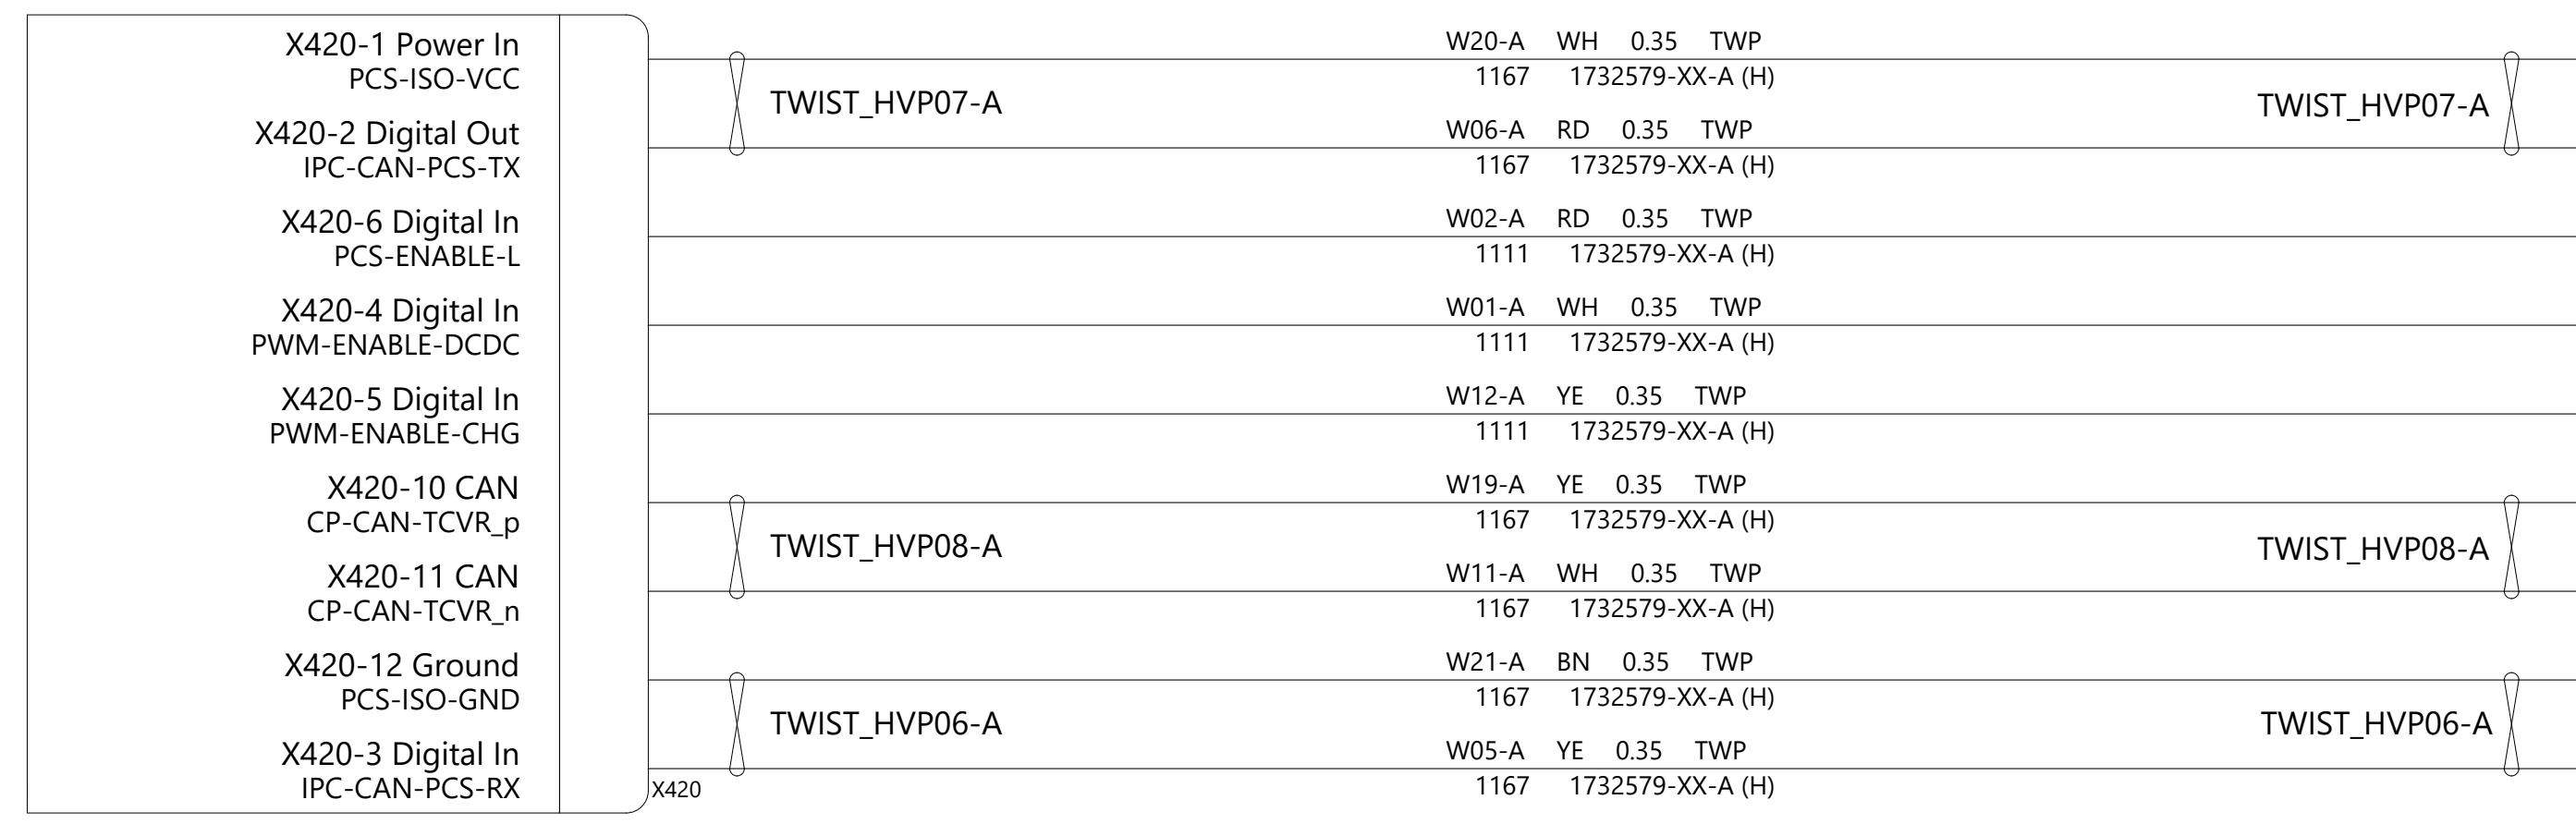 X420-1 Power In
PCS-ISO-VCC
W20-A WH 0.35 TWP
1167 1732579-XX-A (H)
TWIST_HVP07-A
TWIST_HVP07-A
X420-2 Digital Out
IPC-CAN-PCS-TX
W06-A RD 0.35 TWP
1167 1732579-XX-A (H)
X420-6 Digital In
PCS-ENABLE-L
W02-A RD 0.35 TWP
1111 1732579-XX-A (H)
X420-4 Digital In
PWM-ENABLE-DCDC
W01-A WH 0.35 TWP
1111 1732579-XX-A (H)
X420-5 Digital In
PWM-ENABLE-CHG
W12-A YE 0.35 TWP
1111 1732579-XX-A (H)
X420-10 CAN
CP-CAN-TCVR_p
W19-A YE 0.35 TWP
1167 1732579-XX-A (H)
TWIST_HVP08-A
TWIST_HVP08-A
X420-11 CAN
CP-CAN-TCVR_n
W11-A WH 0.35 TWP
1167 1732579-XX-A (H)
X420-12 Ground
PCS-ISO-GND
W21-A BN 0.35 TWP
1167 1732579-XX-A (H)
TWIST_HVP06-A
TWIST_HVP06-A
X420-3 Digital In
IPC-CAN-PCS-RX
X420
W05-A YE 0.35 TWP
1167 1732579-XX-A (H)